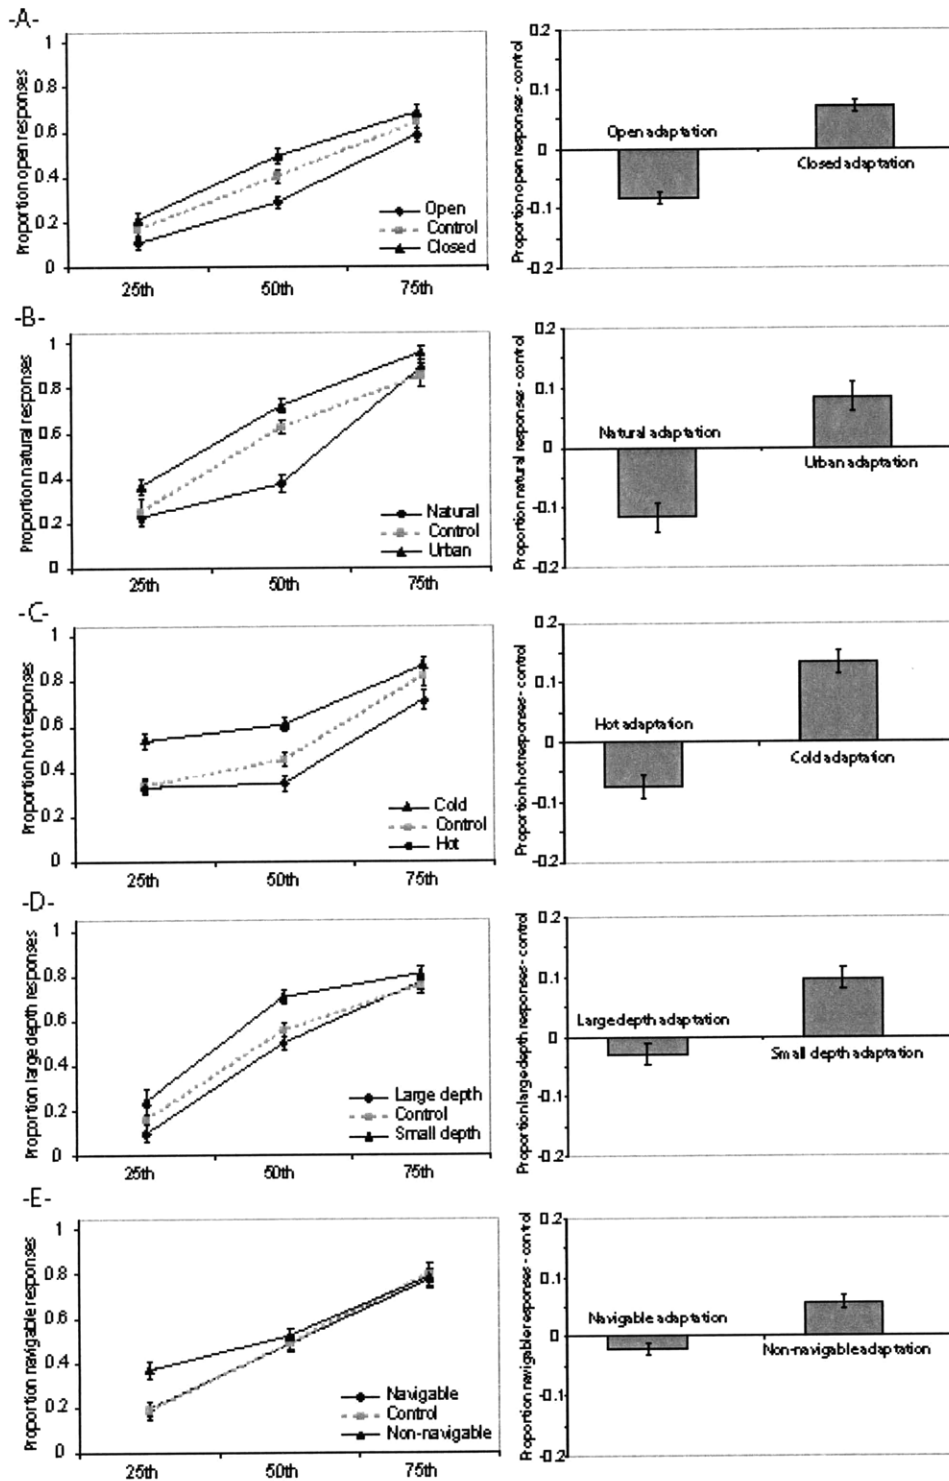 -A-
Proportion open responses
1
0.8
0.6
0.4
0.2
0
25th
50th
75th
Open
Control
Closed
Proportion open responses - control
0.2
0.1
0
-0.1
-0.2
Open adaptation
Closed adaptation
-B-
Proportion natural responses
1
0.8
0.6
0.4
0.2
0
25th
50th
75th
Natural
Control
Urban
Proportion natural responses - control
0.2
0.1
0
-0.1
-0.2
Natural adaptation
Urban adaptation
-C-
Proportion hot responses
1
0.8
0.6
0.4
0.2
0
25th
50th
75th
Cold
Control
Hot
Proportion hot responses - control
0.2
0.1
0
-0.1
-0.2
Hot adaptation
Cold adaptation
-D-
Proportion large depth responses
1
0.8
0.6
0.4
0.2
0
25th
50th
75th
Large depth
Control
Small depth
Proportion large depth responses - control
0.2
0.1
0
-0.1
-0.2
Large depth adaptation
Small depth adaptation
-E-
Proportion navigable responses
1
0.8
0.6
0.4
0.2
0
25th
50th
75th
Navigable
Control
Non-navigable
Proportion navigable responses - control
0.2
0.1
0
-0.1
-0.2
Navigable adaptation
Non-navigable adaptation